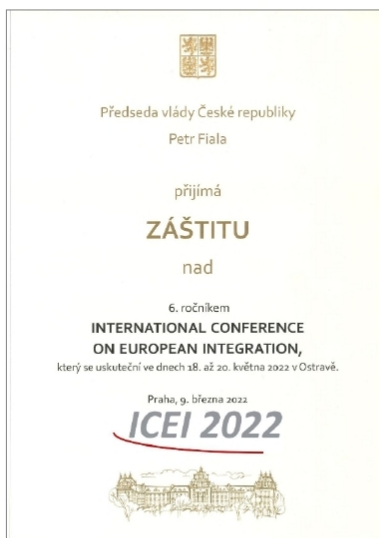 Předseda vlády České republiky
Petr Fiala
přijímá
ZÁŠTITU
nad
6. ročníkem
INTERNATIONAL CONFERENCE
ON EUROPEAN INTEGRATION,
který se uskuteční ve dnech 18. až 20. května 2022 v Ostravě.
Praha, 9. března 2022
ICEI 2022